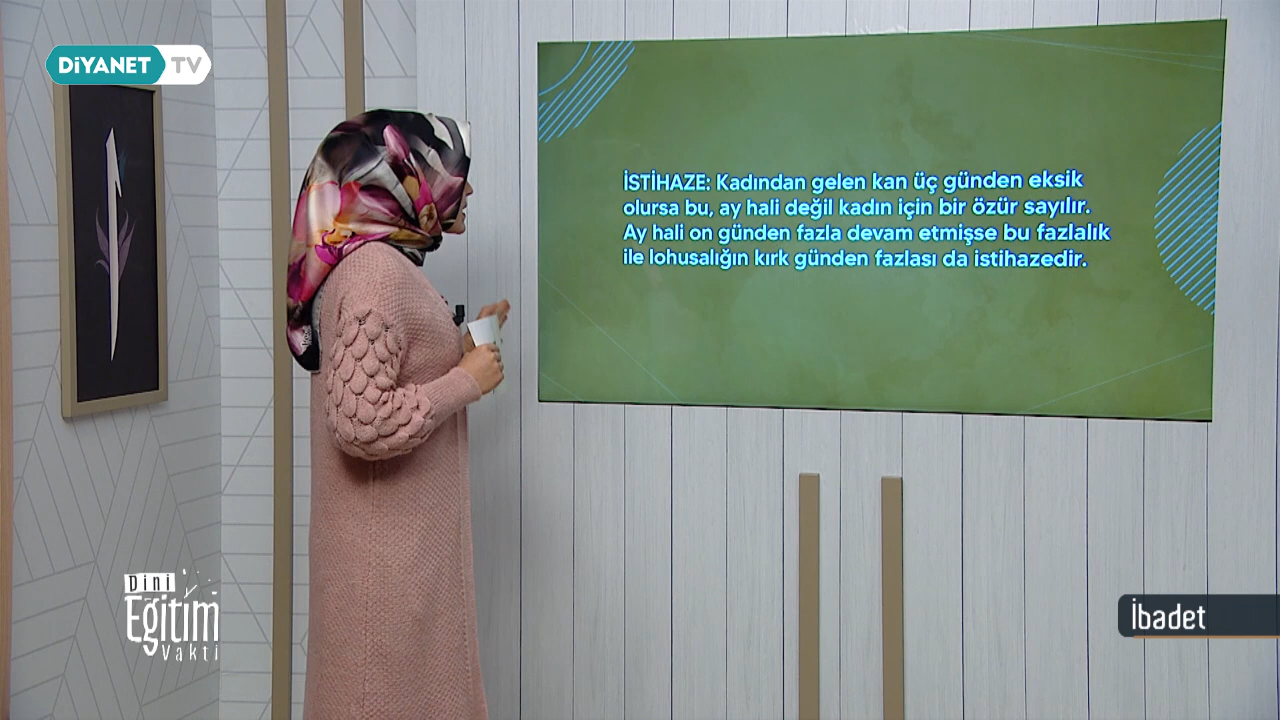 DİYANET TV
İSTİHAZE: Kadından gelen kan üç günden eksik
olursa bu, ay hali değil kadın için bir özür sayılır.
Ay hali on günden fazla devam etmişse bu fazlalık
ile lohusalığın kırk günden fazlası da istihazedir.
Dini
Eğitim
Vakti
İbadet